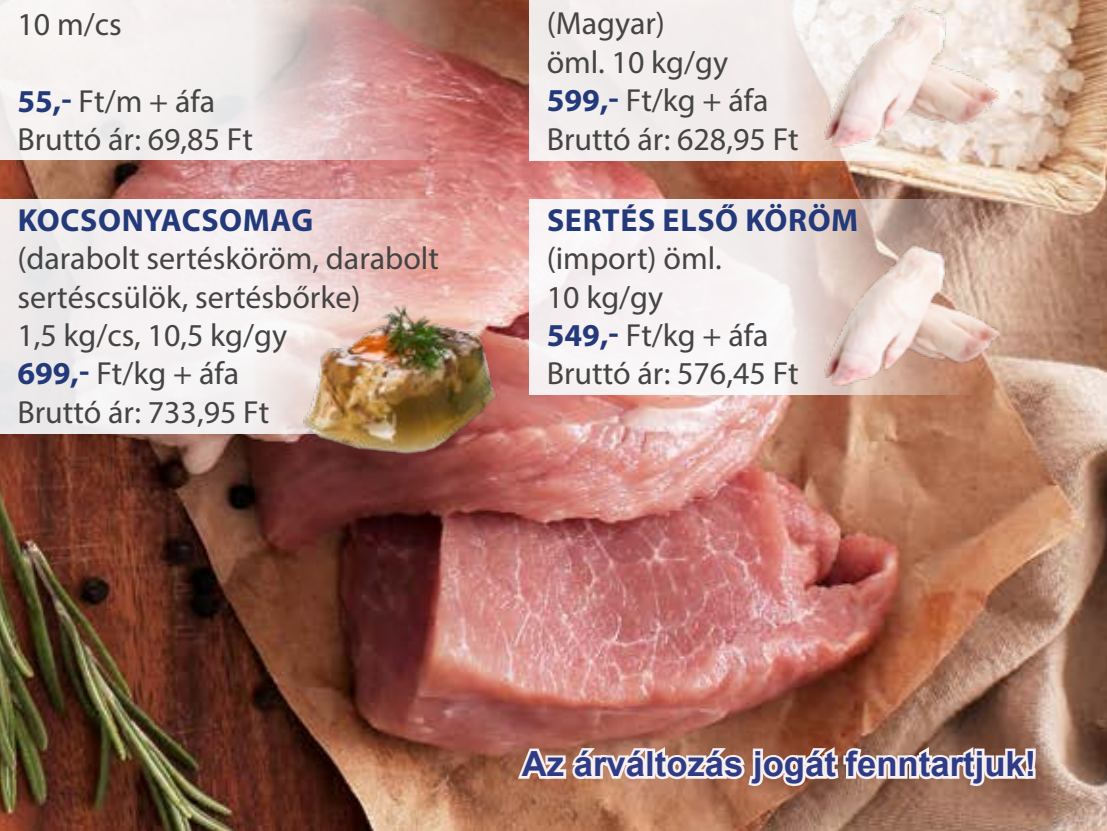 10 m/cs
55,- Ft/m + áfa
Bruttó ár: 69,85 Ft
(Magyar)
öml. 10 kg/gy
599,- Ft/kg + áfa
Bruttó ár: 628,95 Ft
KOCSONYACSOMAG
(darabolt sertésköröm, darabolt
sertéscsülök, sertésbőrke)
1,5 kg/cs, 10,5 kg/gy
699,- Ft/kg + áfa
Bruttó ár: 733,95 Ft
SERTÉS ELSŐ KÖRÖM
(import) öml.
10 kg/gy
549,- Ft/kg + áfa
Bruttó ár: 576,45 Ft
Az árváltozás jogát fenntartjuk!